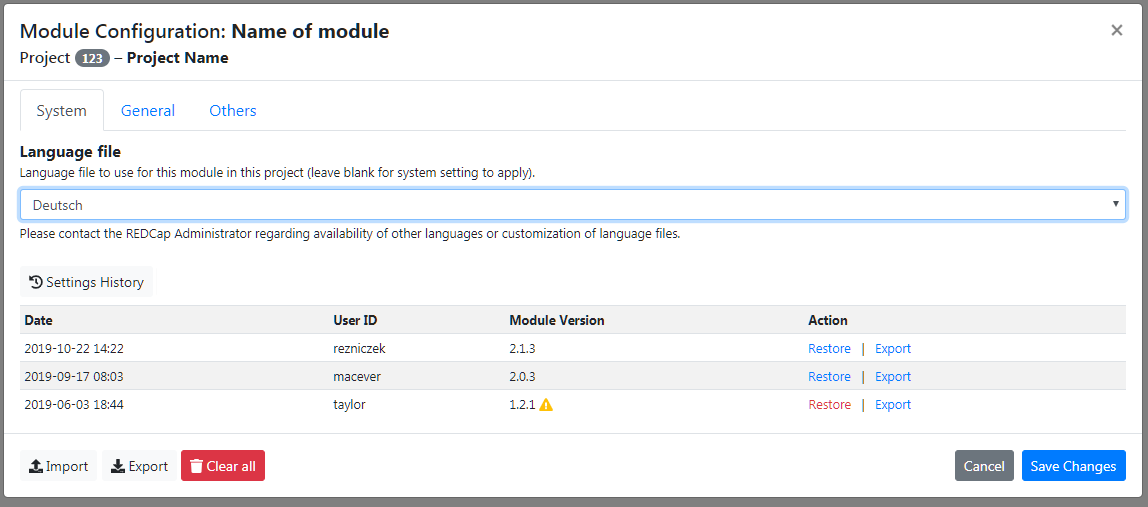 Module Configuration: Name of module
×
Project 123 – Project Name
System General Others
Language file
Language file to use for this module in this project (leave blank for system setting to apply).
Deutsch
Please contact the REDCap Administrator regarding availability of other languages or customization of language files.
Settings History
Date User ID Module Version Action
2019-10-22 14:22 rezniczek 2.1.3 Restore | Export
2019-09-17 08:03 macever 2.0.3 Restore | Export
2019-06-03 18:44 taylor 1.2.1 Restore | Export
Import Export Clear all Cancel Save Changes